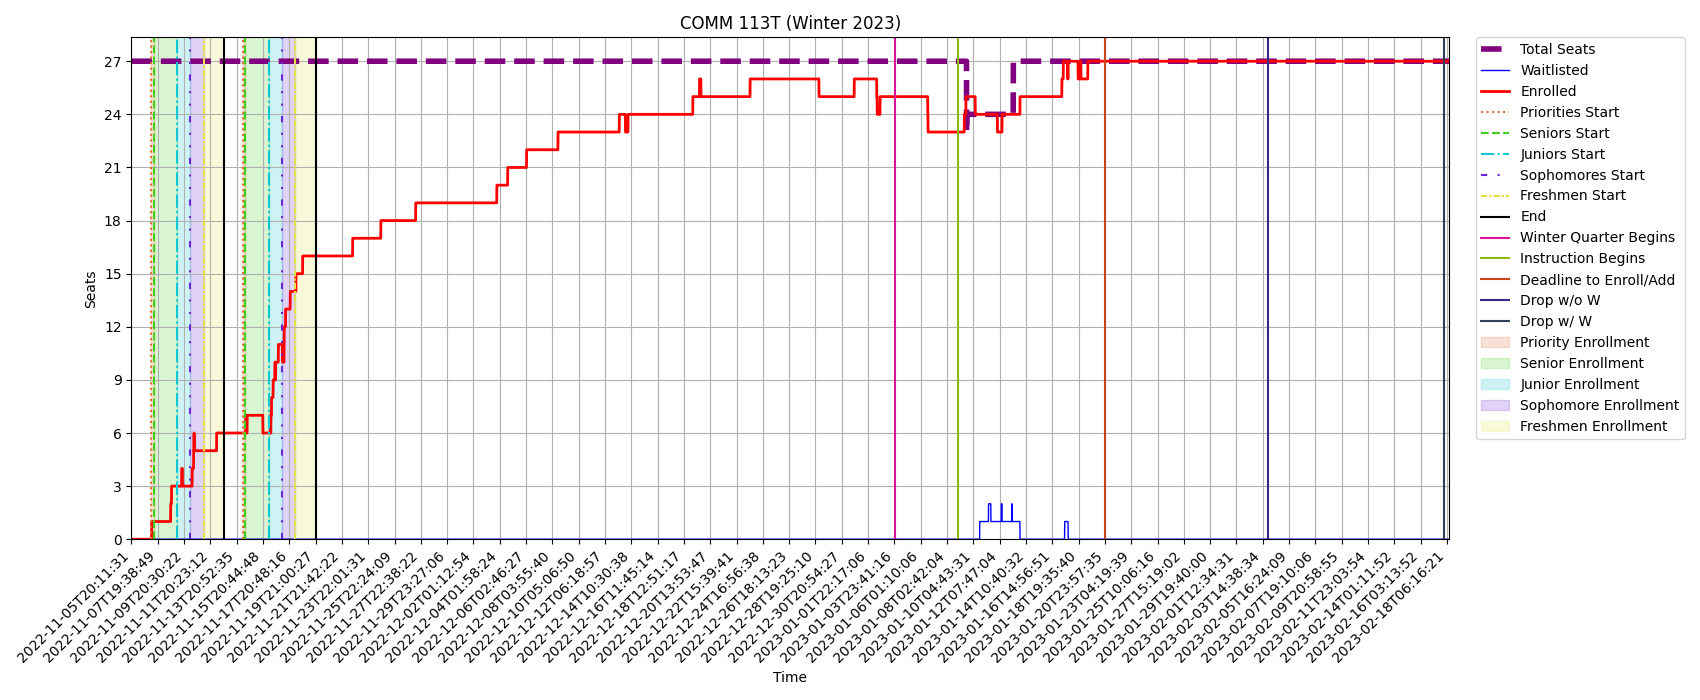 COMM 113T (Winter 2023)
Seats
27
24
21
18
15
12
9
6
3
0
2022-11-05T20:11:31
2022-11-07T19:38:49
2022-11-09T20:30:22
2022-11-11T20:23:12
2022-11-13T20:52:35
2022-11-15T20:44:48
2022-11-17T20:48:16
2022-11-19T21:00:27
2022-11-21T21:42:22
2022-11-23T22:01:31
2022-11-25T22:24:09
2022-11-27T22:38:22
2022-11-29T23:27:06
2022-12-02T01:12:54
2022-12-04T01:58:24
2022-12-06T02:46:27
2022-12-08T03:55:40
2022-12-10T05:06:50
2022-12-12T06:18:57
2022-12-14T10:30:38
2022-12-16T11:45:14
2022-12-18T12:51:17
2022-12-20T13:53:47
2022-12-22T15:39:41
2022-12-24T16:56:38
2022-12-26T18:13:23
2022-12-28T19:25:10
2022-12-30T20:54:27
2023-01-01T22:17:06
2023-01-03T23:41:16
2023-01-06T01:10:06
2023-01-08T02:42:04
2023-01-10T04:43:31
2023-01-12T07:47:04
2023-01-14T10:40:32
2023-01-16T14:56:51
2023-01-18T19:35:40
2023-01-20T23:57:35
2023-01-23T04:19:39
2023-01-25T10:06:16
2023-01-27T15:19:02
2023-01-29T19:40:00
2023-02-01T12:34:31
2023-02-03T14:38:34
2023-02-05T16:24:09
2023-02-07T19:10:06
2023-02-09T20:58:55
2023-02-11T23:03:54
2023-02-14T01:11:52
2023-02-16T03:13:52
2023-02-18T06:16:21
Time
Total Seats
Waitlisted
Enrolled
Priorities Start
Seniors Start
Juniors Start
Sophomores Start
Freshmen Start
End
Winter Quarter Begins
Instruction Begins
Deadline to Enroll/Add
Drop w/o W
Drop w/ W
Priority Enrollment
Senior Enrollment
Junior Enrollment
Sophomore Enrollment
Freshmen Enrollment